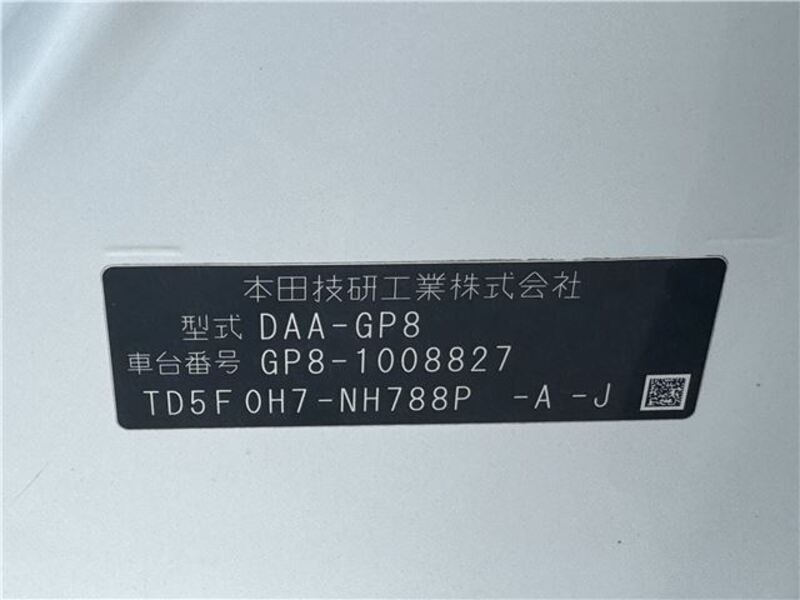 本田技研工業株式会社
型式 DAA-GP8
車台番号 GP8-1008827
TD5F0H7-NH788P -A -J